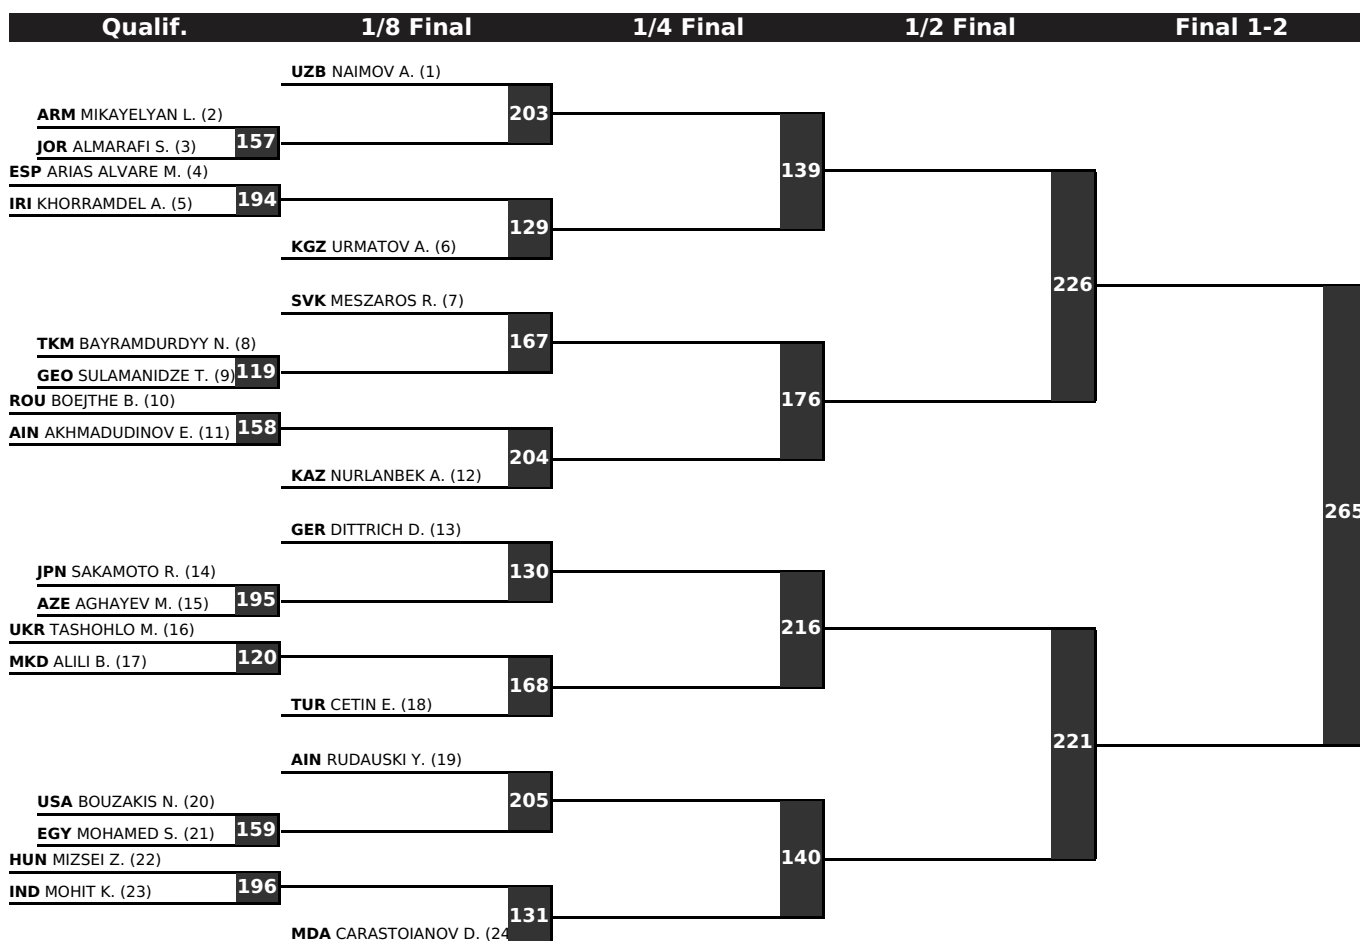 Qualif. 1/8 Final 1/4 Final 1/2 Final Final 1-2
UZB NAIMOV A. (1)
203
ARM MIKAYELYAN L. (2)
157
JOR ALMARAFI S. (3)
139
ESP ARIAS ALVARE M. (4)
194
IRI KHORRAMDEL A. (5)
129
KGZ URMATOV A. (6)
226
SVK MESZAROS R. (7)
167
TKM BAYRAMDURDYY N. (8)
119
GEO SULAMANIDZE T. (9)
176
ROU BOEJTHE B. (10)
158
AIN AKHMADUDINOV E. (11)
204
KAZ NURLANBEK A. (12)
265
GER DITTRICH D. (13)
130
JPN SAKAMOTO R. (14)
195
AZE AGHAYEV M. (15)
216
UKR TASHOHLO M. (16)
120
MKD ALILI B. (17)
168
TUR CETIN E. (18)
221
AIN RUDAUSKI Y. (19)
205
USA BOUZAKIS N. (20)
159
EGY MOHAMED S. (21)
140
HUN MIZSEI Z. (22)
196
IND MOHIT K. (23)
131
MDA CARASTOIANOV D. (24